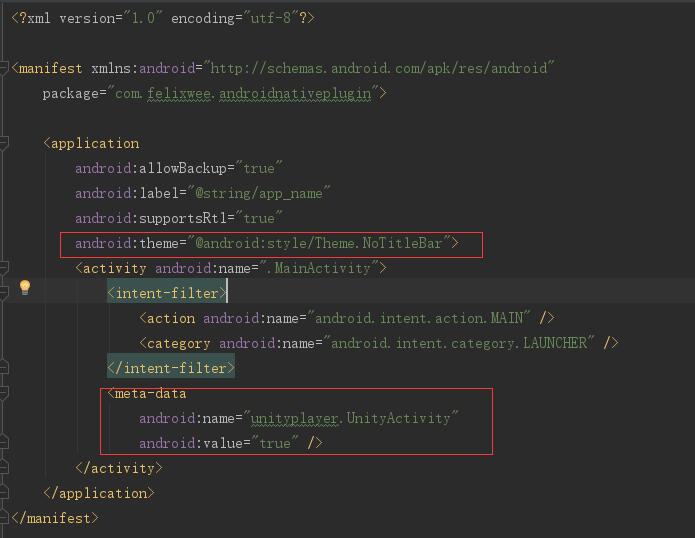 <?xml version="1.0" encoding="utf-8"?>
<manifest xmlns:android="http://schemas.android.com/apk/res/android"
package="com.felixwee.androidnativeplugin">
<application
android:allowBackup="true"
android:label="@string/app_name"
android:supportsRtl="true"
android:theme="@android:style/Theme.NoTitleBar">
<activity android:name=".MainActivity">
<intent-filter>
<action android:name="android.intent.action.MAIN" />
<category android:name="android.intent.category.LAUNCHER" />
</intent-filter>
<meta-data
android:name="unityplayer.UnityActivity"
android:value="true" />
</activity>
</application>
</manifest>